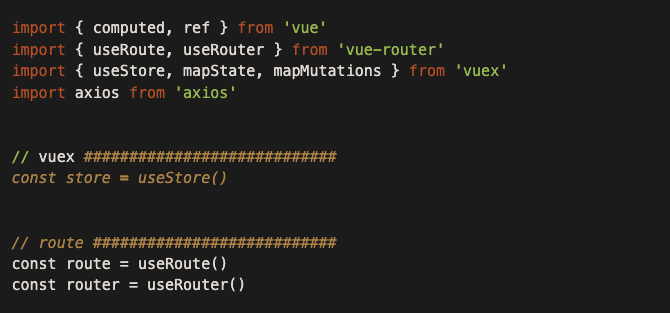 import { computed, ref } from 'vue'
import { useRoute, useRouter } from 'vue-router'
import { useStore, mapState, mapMutations } from 'vuex'
import axios from 'axios'
// vuex ############################
const store = useStore()
// route ###########################
const route = useRoute()
const router = useRouter()